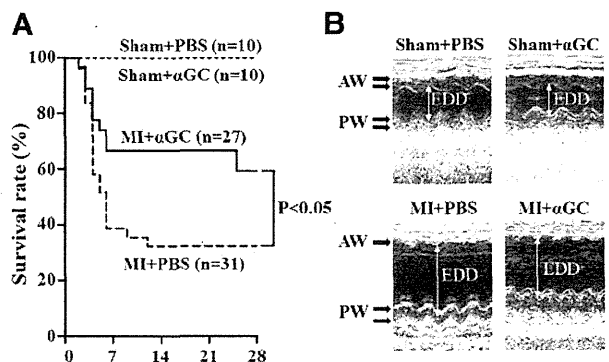 A
Survival rate (%)
100
80
60
40
20
0
0 7 14 21 28
Sham+PBS (n=10)
Sham+αGC (n=10)
MI+αGC (n=27)
MI+PBS (n=31)
P<0.05
B
Sham+PBS Sham+αGC
AW
EDD EDD
PW
MI+PBS MI+αGC
AW
EDD EDD
PW